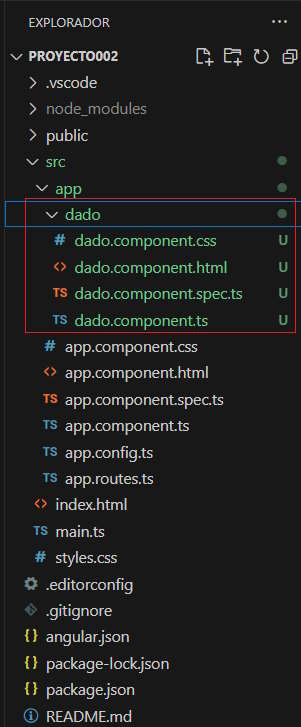 EXPLORADOR
PROYECTO002
.vscode
node_modules
public
src
app
dado
# dado.component.css U
<> dado.component.html U
TS dado.component.spec.ts U
TS dado.component.ts U
# app.component.css
<> app.component.html
TS app.component.spec.ts
TS app.component.ts
TS app.config.ts
TS app.routes.ts
<> index.html
TS main.ts
# styles.css
.editorconfig
.gitignore
{} angular.json
{} package-lock.json
{} package.json
README.md